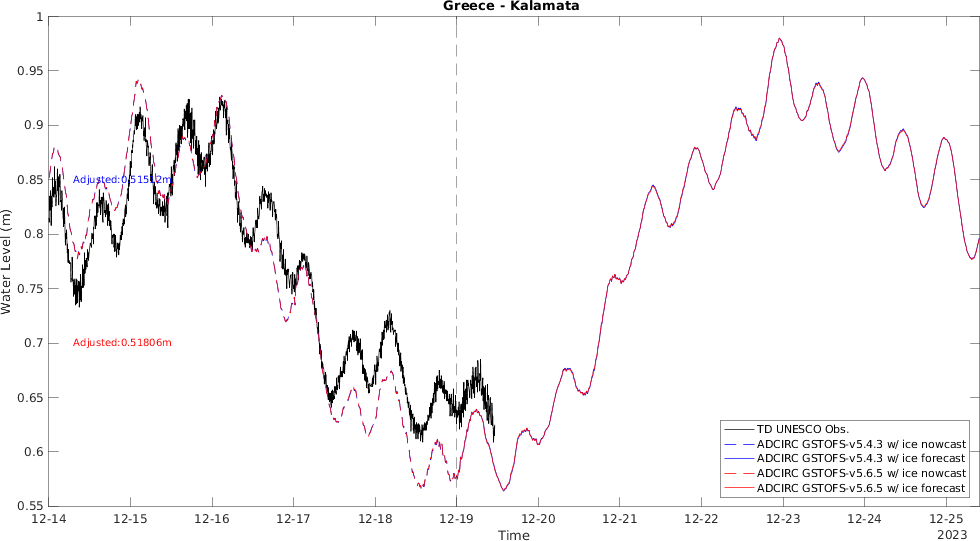 Greece - Kalamata
1
0.95
0.9
0.85
0.8
0.75
0.7
0.65
0.6
0.55
Water Level (m)
Adjusted:0.51512m
Adjusted:0.51806m
TD UNESCO Obs.
ADCIRC GSTOFS-v5.4.3 w/ ice nowcast
ADCIRC GSTOFS-v5.4.3 w/ ice forecast
ADCIRC GSTOFS-v5.6.5 w/ ice nowcast
ADCIRC GSTOFS-v5.6.5 w/ ice forecast
12-14 12-15 12-16 12-17 12-18 12-19 12-20 12-21 12-22 12-23 12-24 12-25
Time
2023